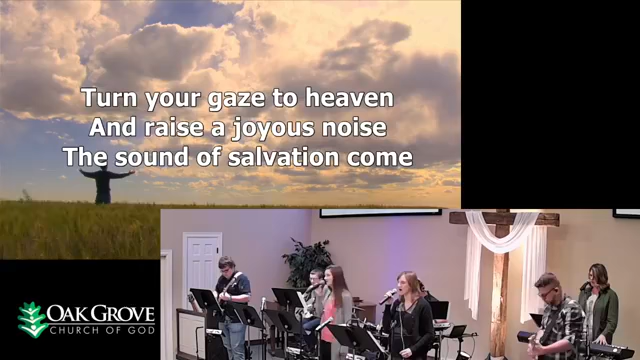 Turn your gaze to heaven
And raise a joyous noise
The sound of salvation come
OAK GROVE
CHURCH OF GOD